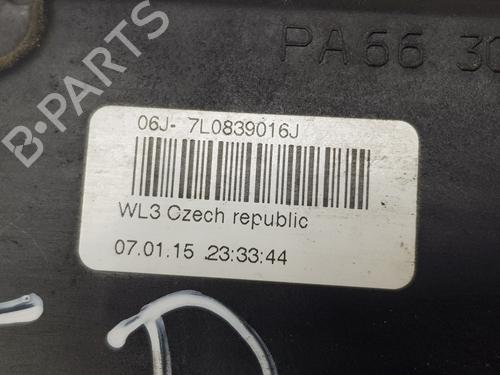 PA66 30
06J- 7L0839016J
WL3 Czech republic
07.01.15 23:33:44
D
B-PARTS